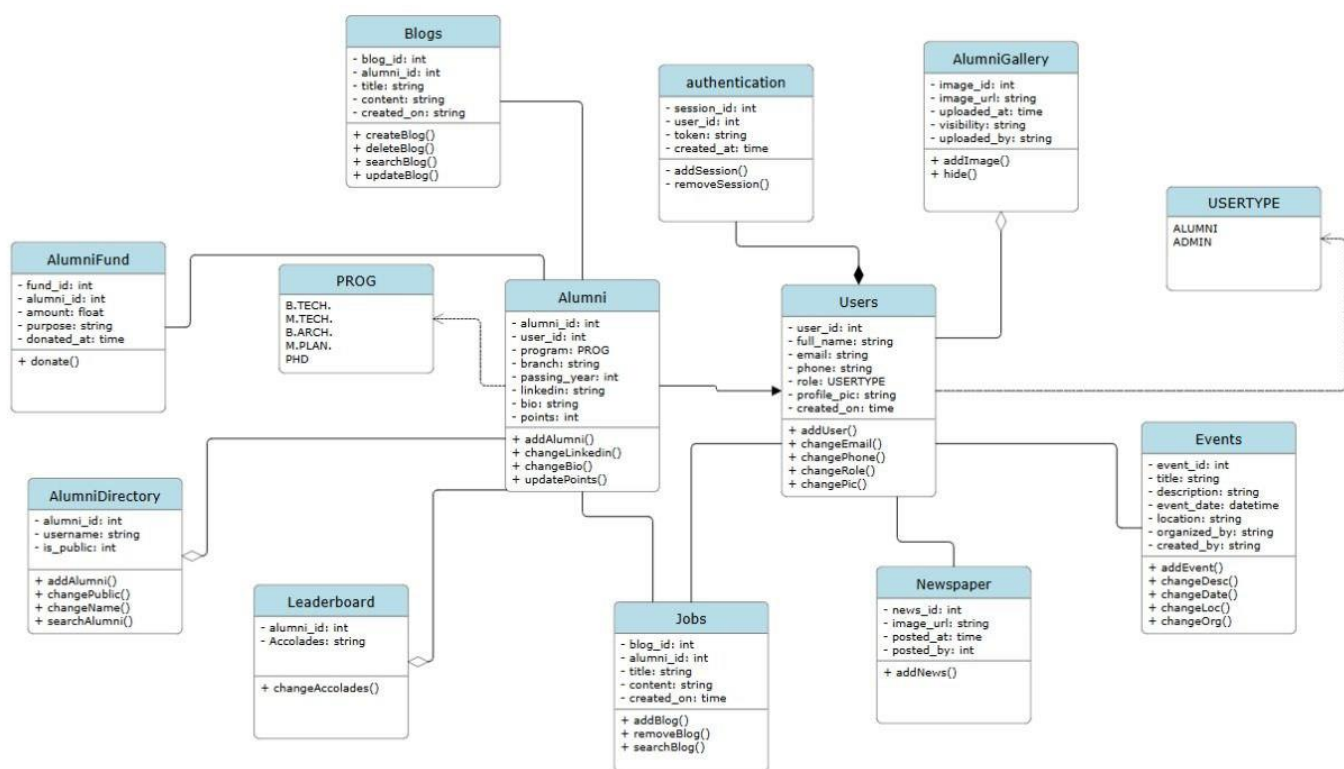 Blogs
- blog_id: int
- alumni_id: int
- title: string
- content: string
- created_on: string
+ createBlog()
+ deleteBlog()
+ searchBlog()
+ updateBlog()
authentication
- session_id: int
- user_id: int
- token: string
- created_at: time
- addSession()
- removeSession()
AlumniGallery
- image_id: int
- image_url: string
- uploaded_at: time
- visibility: string
- uploaded_by: string
+ addImage()
+ hide()
USERTYPE
ALUMNI
ADMIN
AlumniFund
- fund_id: int
- alumni_id: int
- amount: float
- purpose: string
- donated_at: time
+ donate()
PROG
B.TECH.
M.TECH.
B.ARCH.
M.PLAN.
PHD
Alumni
- alumni_id: int
- user_id: int
- program: PROG
- branch: string
- passing_year: int
- linkedin: string
- bio: string
- points: int
+ addAlumni()
+ changeLinkedin()
+ changeBio()
+ updatePoints()
Users
- user_id: int
- full_name: string
- email: string
- phone: string
- role: USERTYPE
- profile_pic: string
- created_on: time
+ addUser()
+ changeEmail()
+ changePhone()
+ changeRole()
+ changePic()
Events
- event_id: int
- title: string
- description: string
- event_date: datetime
- location: string
- organized_by: string
- created_by: string
+ addEvent()
+ changeDesc()
+ changeDate()
+ changeLoc()
+ changeOrg()
AlumniDirectory
- alumni_id: int
- username: string
- is_public: int
+ addAlumni()
+ changePublic()
+ changeName()
+ searchAlumni()
Leaderboard
- alumni_id: int
- Accolades: string
+ changeAccolades()
Jobs
- blog_id: int
- alumni_id: int
- title: string
- content: string
- created_on: time
+ addBlog()
+ removeBlog()
+ searchBlog()
Newspaper
- news_id: int
- image_url: string
- posted_at: time
- posted_by: int
+ addNews()